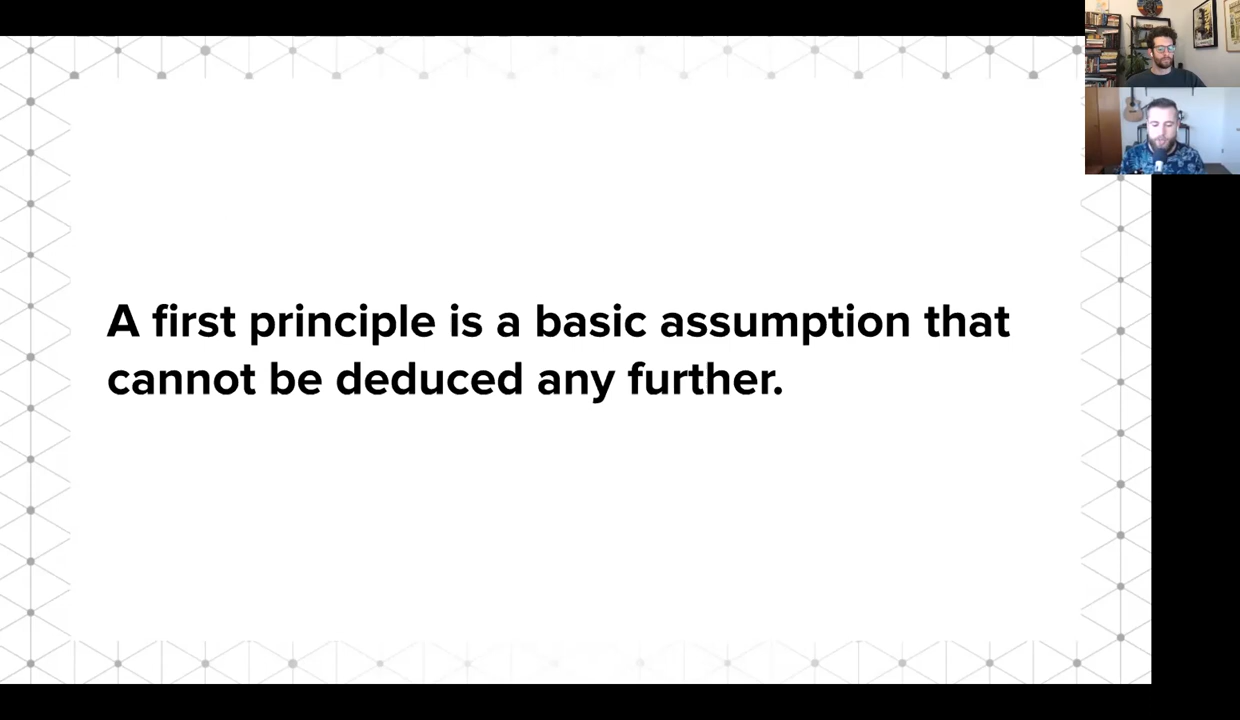 A first principle is a basic assumption that
cannot be deduced any further.